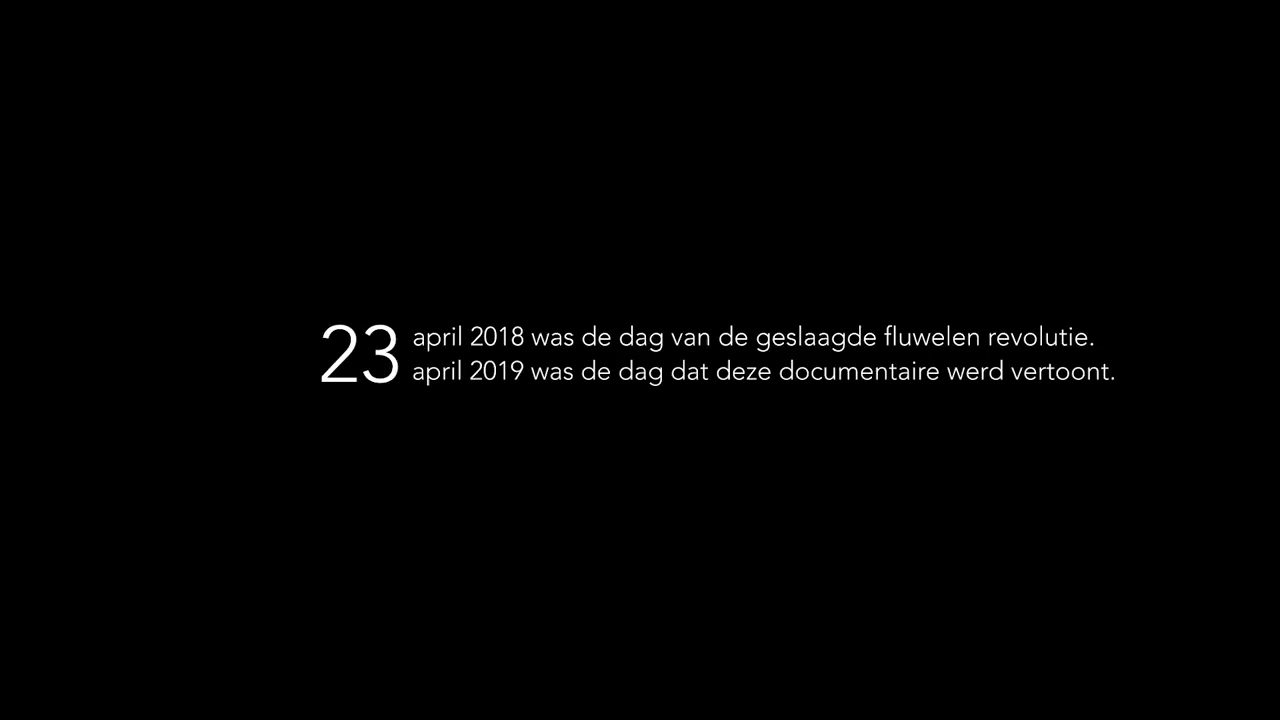 23 april 2018 was de dag van de geslaagde fluwelen revolutie.
april 2019 was de dag dat deze documentaire werd vertoont.